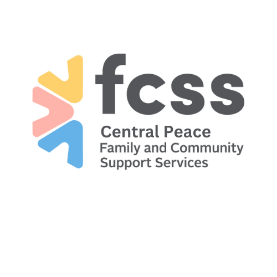 fcss
Central Peace
Family and Community
Support Services